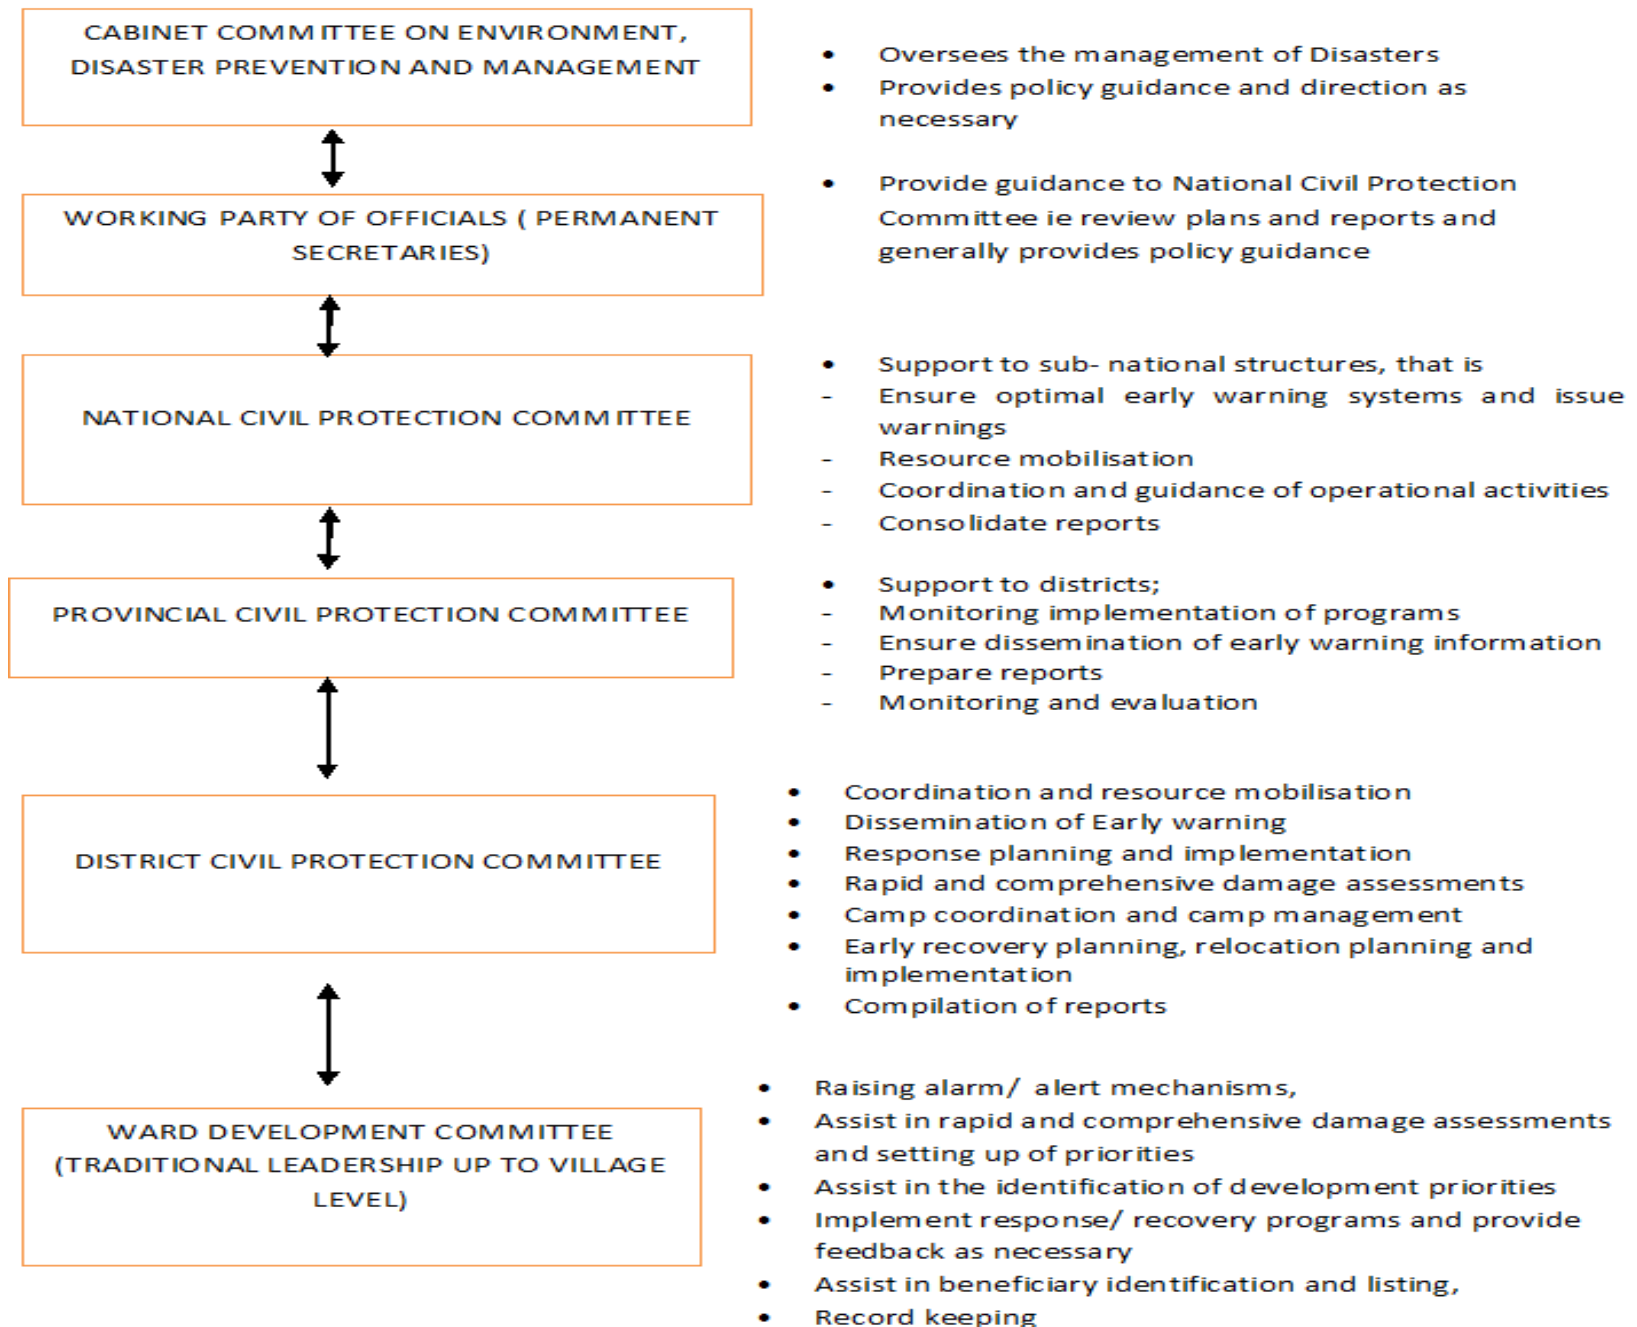 CABINET COMMITTEE ON ENVIRONMENT,
DISASTER PREVENTION AND MANAGEMENT
• Oversees the management of Disasters
• Provides policy guidance and direction as
necessary
WORKING PARTY OF OFFICIALS ( PERMANENT
SECRETARIES)
• Provide guidance to National Civil Protection
Committee ie review plans and reports and
generally provides policy guidance
NATIONAL CIVIL PROTECTION COMMITTEE
• Support to sub- national structures, that is
- Ensure optimal early warning systems and issue
warnings
- Resource mobilisation
- Coordination and guidance of operational activities
- Consolidate reports
PROVINCIAL CIVIL PROTECTION COMMITTEE
• Support to districts;
- Monitoring implementation of programs
- Ensure dissemination of early warning information
- Prepare reports
- Monitoring and evaluation
DISTRICT CIVIL PROTECTION COMMITTEE
• Coordination and resource mobilisation
• Dissemination of Early warning
• Response planning and implementation
• Rapid and comprehensive damage assessments
• Camp coordination and camp management
• Early recovery planning, relocation planning and
implementation
• Compilation of reports
WARD DEVELOPMENT COMMITTEE
(TRADITIONAL LEADERSHIP UP TO VILLAGE
LEVEL)
• Raising alarm/ alert mechanisms,
• Assist in rapid and comprehensive damage assessments
and setting up of priorities
• Assist in the identification of development priorities
• Implement response/ recovery programs and provide
feedback as necessary
• Assist in beneficiary identification and listing,
• Record keeping